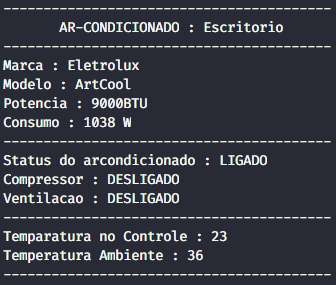 -----------------------------------------
AR-CONDICIONADO : Escritorio
-----------------------------------------
Marca : Eletrolux
Modelo : ArtCool
Potencia : 9000BTU
Consumo : 1038 W
-----------------------------------------
Status do arcondicionado : LIGADO
Compressor : DESLIGADO
Ventilacao : DESLIGADO
-----------------------------------------
Temparatura no Controle : 23
Temperatura Ambiente : 36
-----------------------------------------